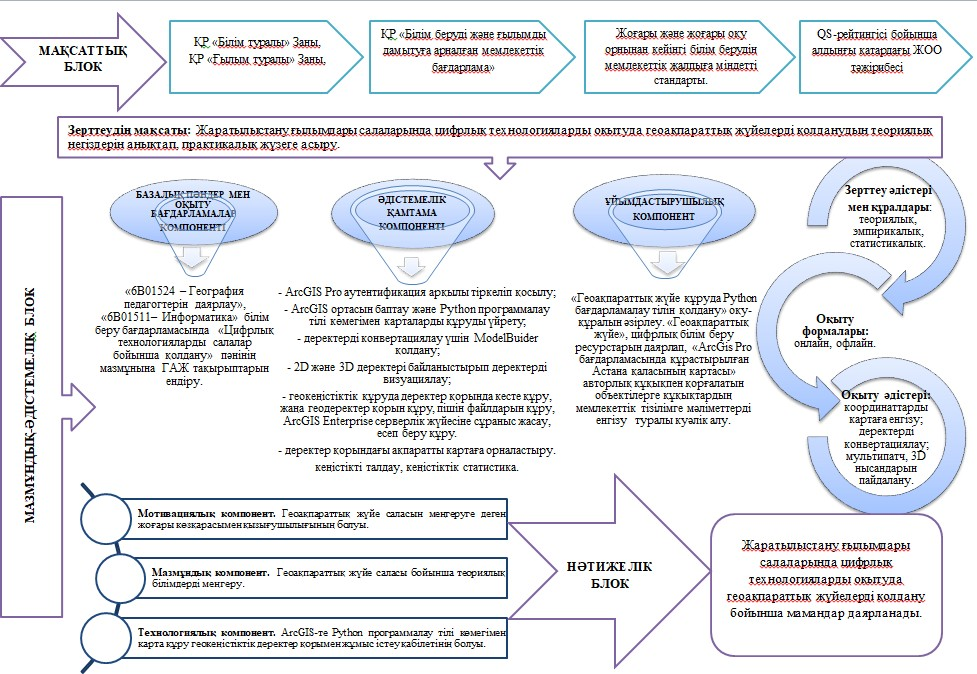 МАҚСАТТЫҚ
БЛОК
ҚР «Білім туралы» Заңы,
ҚР «Ғылым туралы» Заңы,
ҚР «Білім беруді және ғылымды
дамытуға арналған мемлекеттік
бағдарлама»
Жоғары және жоғары оқу
орнынан кейінгі білім берудің
мемлекеттік жалпыға міндетті
стандарты.
QS-рейтингісі бойынша
алдыңғы қатардағы ЖОО
тәжірибесі
Зерттеудің мақсаты: Жаратылыстану ғылымдары салаларында цифрлық технологияларды оқытуда геоақпараттық жүйелерді қолданудың теориялық
негіздерін анықтап, практикалық жүзеге асыру.
МАЗМҰНДЫҚ-ӘДІСТЕМЕЛІК БЛОК
БАЗАЛЫҚ ПӘНДЕР МЕН
ОҚЫТУ
БАҒДАРЛАМАЛАР
КОМПОНЕНТІ
«6В01524 – География
педагогтерін даярлау»,
«6В01511– Информатика» білім
беру бағдарламасында «Цифрлық
технологияларды салалар
бойынша қолдану» пәнінің
мазмұнына ГАЖ тақырыптарын
ендіру.
ӘДІСТЕМЕЛІК
ҚАМТАМА
КОМПОНЕНТІ
- ArcGIS Pro аутентификация арқылы тіркеліп қосылу;
- ArcGIS ортасын баптау және Python программалау
тілі көмегімен карталарды құруды үйрету;
- деректерді конвертациялау үшін ModelBuider
қолдану;
- 2D және 3D деректері байланыстырып деректерді
визуациялау;
- геокеңістіктік құруда деректер қорында кесте құру,
жана геодеректер қорын құру, пішін файлдарын құру,
ArcGIS Enterprise серверлік жүйесіне сұраныс жасау,
есеп беру құру.
- деректер қорындағы ақпаратты картаға орналастыру.
кеңістікті талдау, кеңістіктік статистика.
ҰЙЫМДАСТЫРУШЫЛЫҚ
КОМПОНЕНТ
«Геоақпараттық жүйе құруда Python
бағдарламалау тілін қолдану» оқу-
құралын әзірлеу. «Геоақпараттық
жүйе», цифрлық білім беру
ресурстарын даярлап, «ArcGis Pro
бағдарламасында құрастырылған
Астана қаласының картасы»
авторлық құқықпен қорғалатын
объектілерге құқықтардың
мемлекеттік тізілімге мәліметтерді
енгізу туралы куәлік алу.
Зерттеу әдістері
мен құралдары:
теориялық,
эмпирикалық,
статистикалық.
Оқыту
формалары:
онлайн, офлайн.
Оқыту әдістері:
координаттарды
картаға енгізу;
деректерді
конвертациялау;
мультипатч, 3D
нысандарын
пайдалану.
Мотивациялық компонент. Геоақпараттық жүйе саласын меңгеруге деген
жоғары көзқарасымен қызығушылығының болуы.
Мазмұндық компонент. Геоақпараттық жүйе саласы бойынша теориялық
білімдерді меңгеру.
Технологиялық компонент. ArcGIS-те Python программалау тілі көмегімен
карта құру геокеңістіктік деректер қорымен жұмыс істеу қабілетінің болуы.
НӘТИЖЕЛІК
БЛОК
Жаратылыстану ғылымдары
салаларында цифрлық
технологияларды оқытуда
геоақпараттық жүйелерді қолдану
бойынша мамандар даярланады.